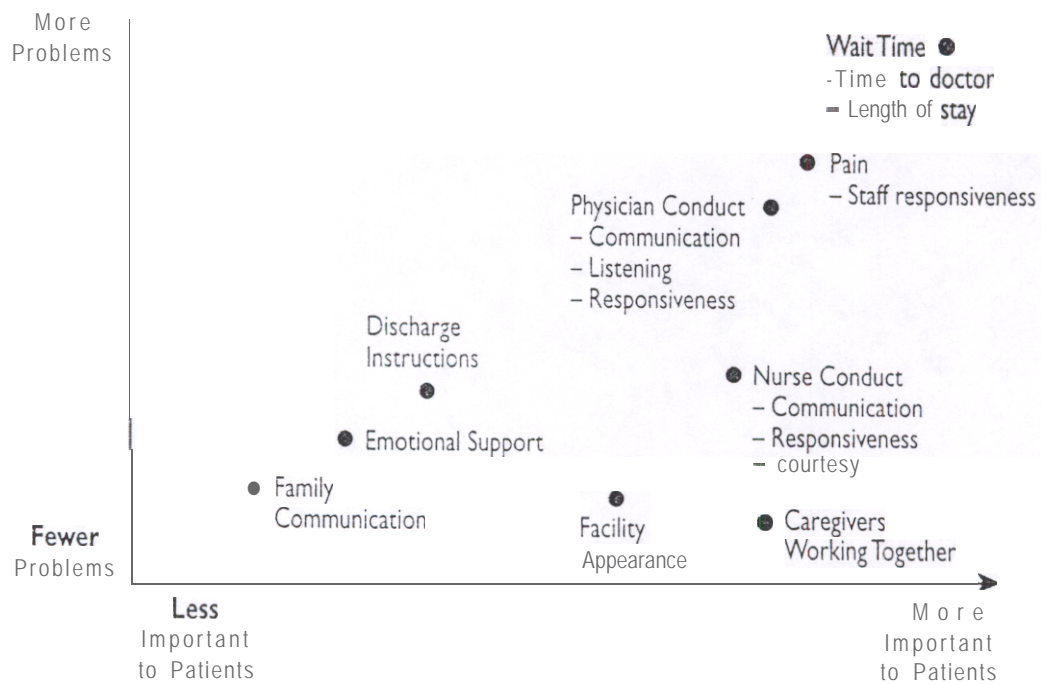 More
Problems
Wait Time
-Time to doctor
– Length of stay
Pain
– Staff responsiveness
Physician Conduct
– Communication
– Listening
– Responsiveness
Discharge
Instructions
Nurse Conduct
– Communication
– Responsiveness
– courtesy
Emotional Support
Family
Communication
Facility
Appearance
Caregivers
Working Together
Fewer
Problems
Less
Important
to Patients
More
Important
to Patients